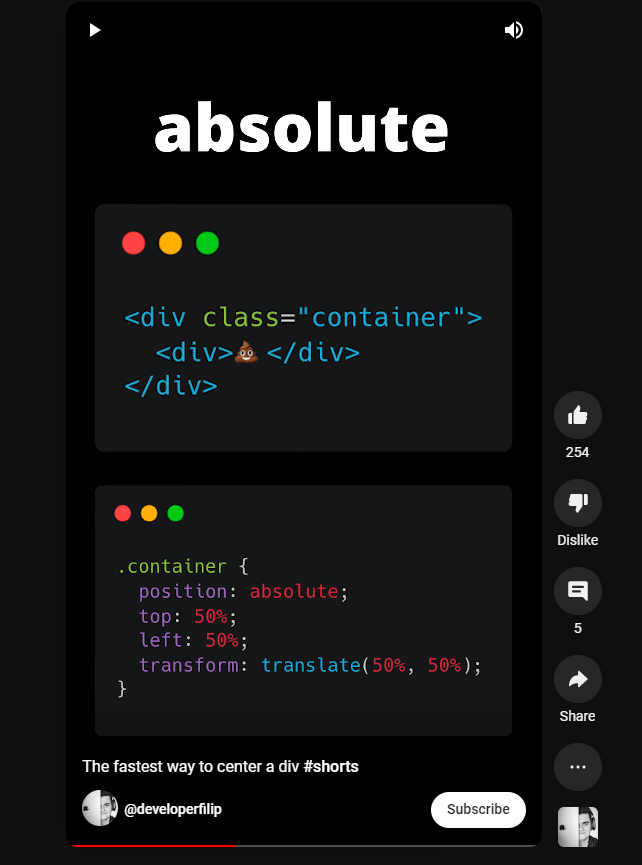 absolute
<div class="container">
  <div>💩</div>
</div>
.container {
  position: absolute;
  top: 50%;
  left: 50%;
  transform: translate(50%, 50%);
}
The fastest way to center a div #shorts
@developerfilip
Subscribe
254
Dislike
5
Share